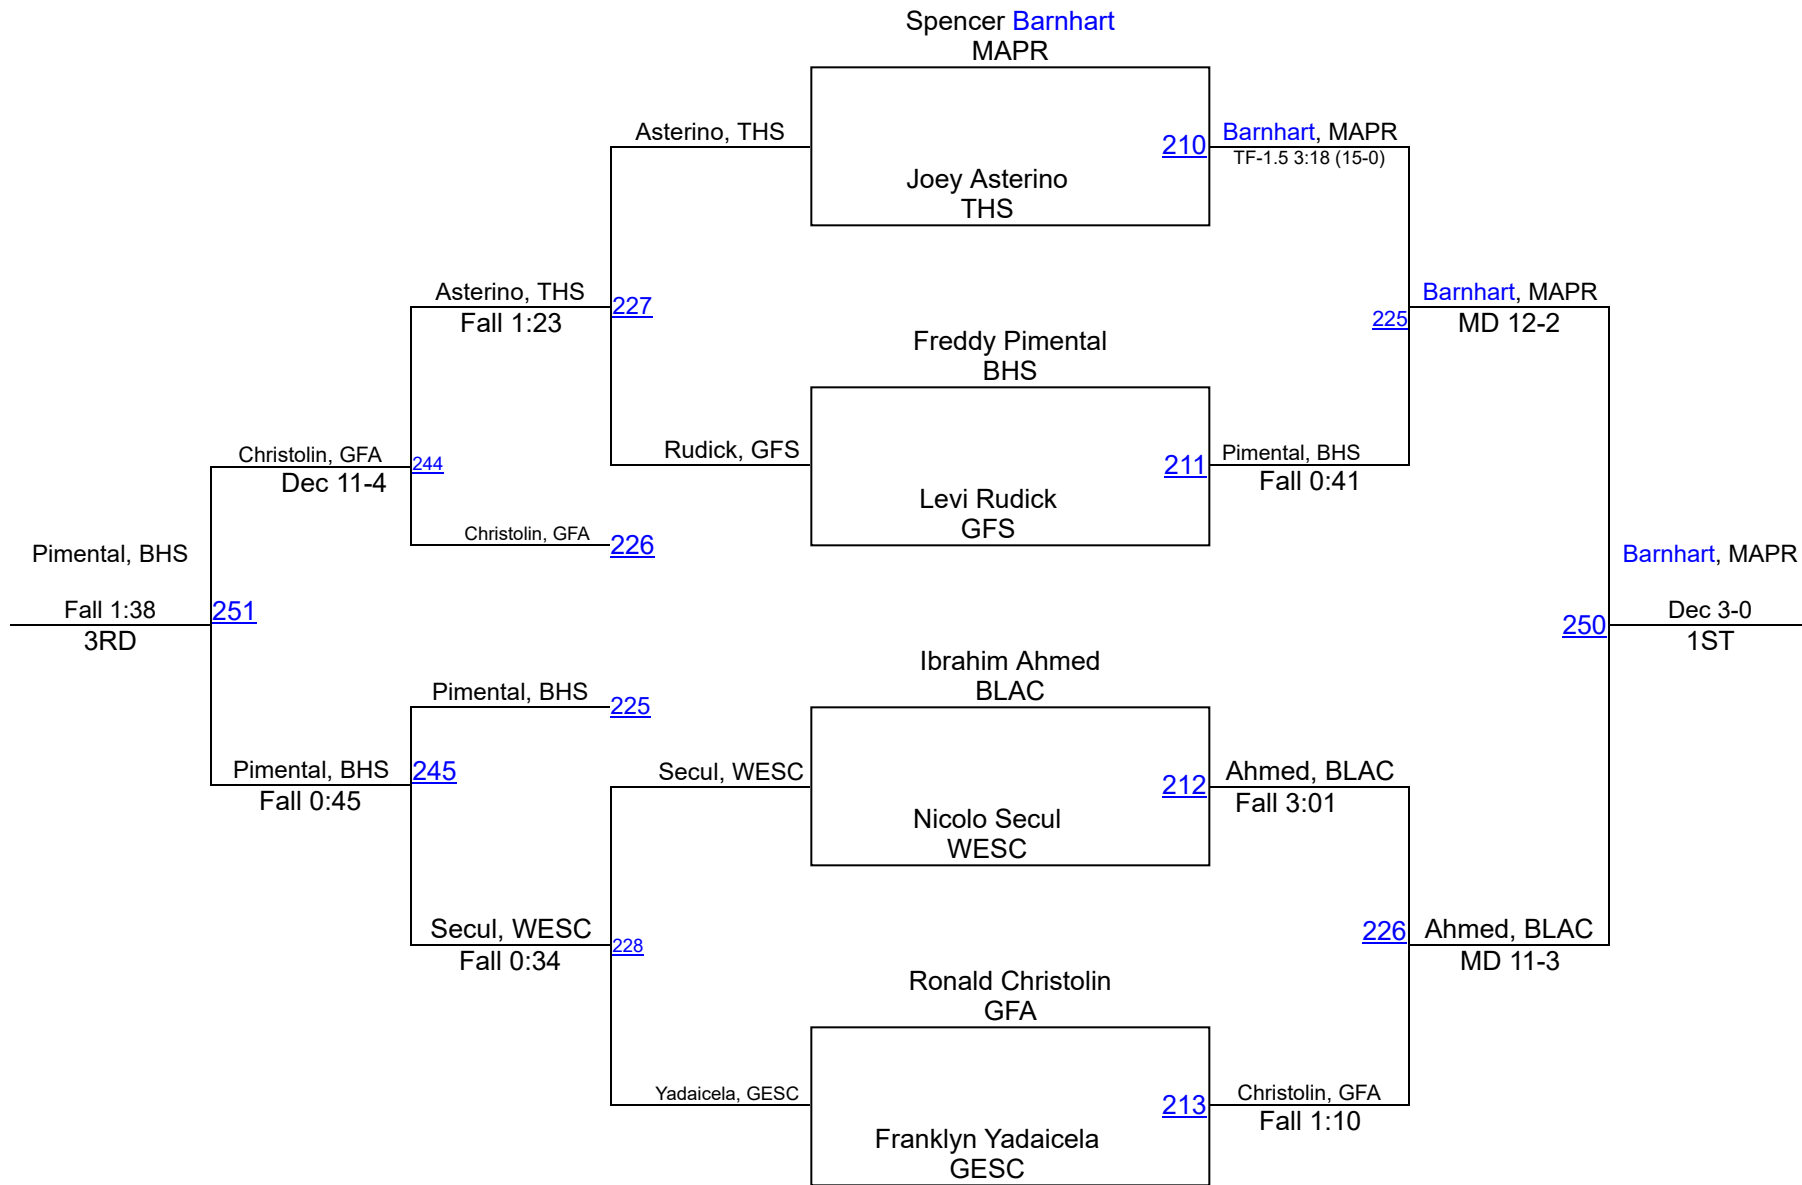 Spencer Barnhart
MAPR
Asterino, THS
210
Barnhart, MAPR
TF-1.5 3:18 (15-0)
Joey Asterino
THS
Asterino, THS
Fall 1:23
227
225
Barnhart, MAPR
MD 12-2
Freddy Pimental
BHS
Christolin, GFA
Dec 11-4
244
Rudick, GFS
211
Pimental, BHS
Fall 0:41
Levi Rudick
GFS
Christolin, GFA
226
Pimental, BHS
Fall 1:38
3RD
251
Barnhart, MAPR
250
Dec 3-0
1ST
Ibrahim Ahmed
BLAC
Pimental, BHS
225
Pimental, BHS
Fall 0:45
245
Secul, WESC
212
Ahmed, BLAC
Fall 3:01
Nicolo Secul
WESC
Secul, WESC
Fall 0:34
228
226
Ahmed, BLAC
MD 11-3
Ronald Christolin
GFA
Yadaicela, GESC
213
Christolin, GFA
Fall 1:10
Franklyn Yadaicela
GESC